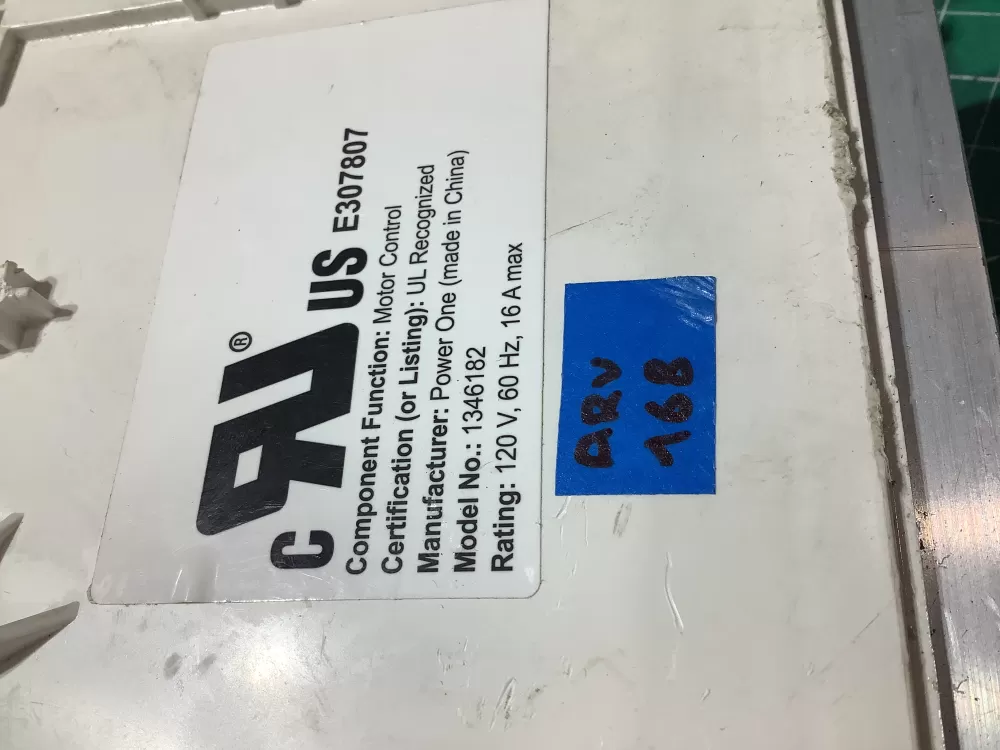 c RU ® US E307807
Component Function: Motor Control
Certification (or Listing): UL Recognized
Manufacturer: Power One (made in China)
Model No.: 1346182
Rating: 120 V, 60 Hz, 16 A max
ARV
168